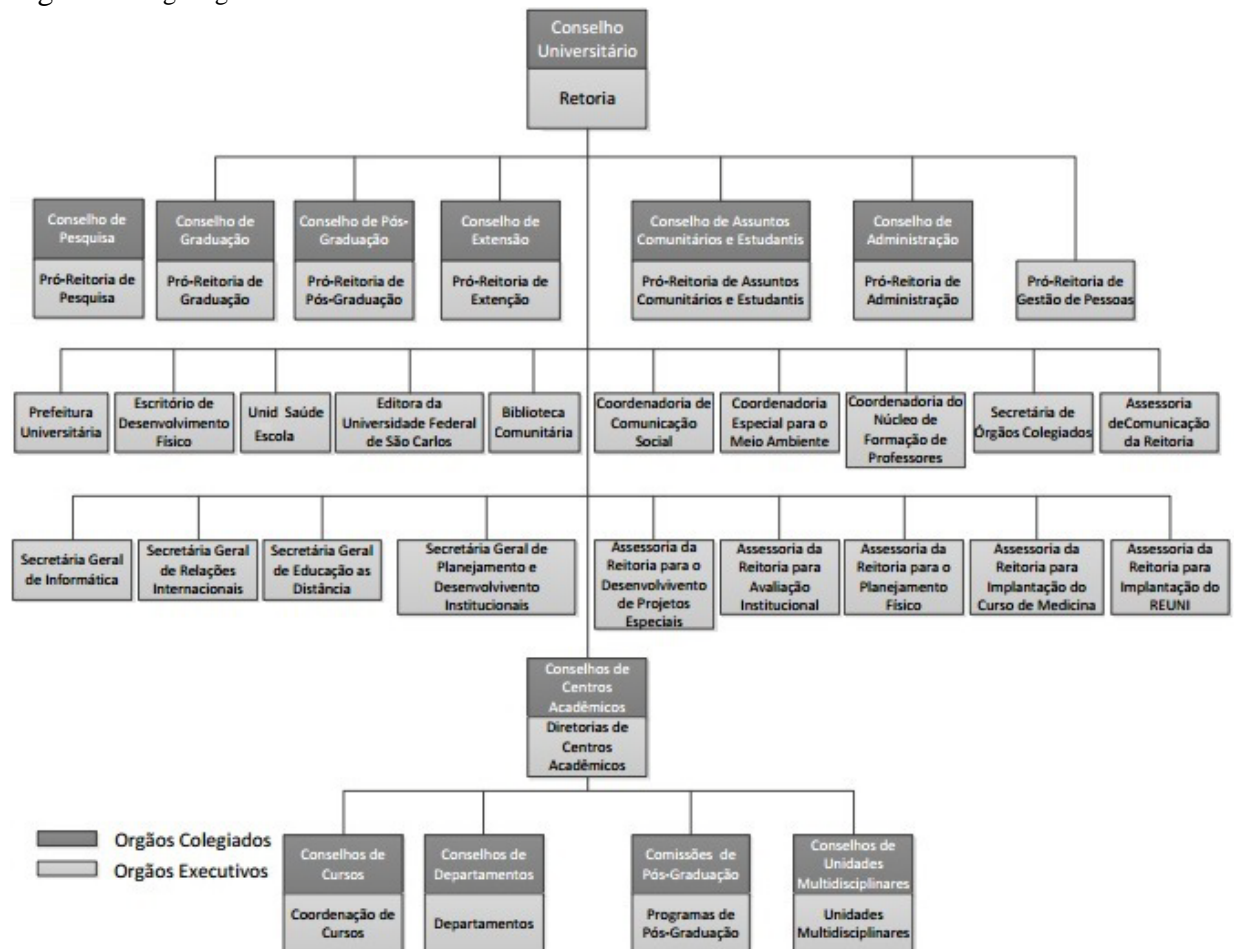 Conselho
Universitário
Retoria
Conselho de
Pesquisa
Pró-Reitoria de
Pesquisa
Conselho de
Graduação
Pró-Reitoria de
Graduação
Conselho de Pós-
Graduação
Pró-Reitoria de
Pós-Graduação
Conselho de
Extensão
Pró-Reitoria de
Extenção
Conselho de Assuntos
Comunitários e Estudantis
Pró-Reitoria de Assuntos
Comunitários e Estudantis
Conselho de
Administração
Pró-Reitoria de
Administração
Pró-Reitoria de
Gestão de Pessoas
Prefeitura
Universitária
Escritório de
Desenvolvimento
Físico
Unid Saúde
Escola
Editora da
Universidade Federal
de São Carlos
Biblioteca
Comunitária
Coordenadoria de
Comunicação
Social
Coordenadoria
Especial para o
Meio Ambiente
Coordenadoria do
Núcleo de
Formação de
Professores
Secretária de
Órgãos Colegiados
Assessoria
deComunicação
da Reitoria
Secretária Geral
de Informática
Secretária Geral
de Relações
Internacionais
Secretária Geral
de Educação as
Distância
Secretária Geral de
Planejamento e
Desenvolvivento
Institucionais
Assessoria da
Reitoria para o
Desenvolvivento
de Projetos
Especiais
Assessoria da
Reitoria para
Avaliação
Institucional
Assessoria da
Reitoria para o
Planejamento
Físico
Assessoria da
Reitoria para
Implantação do
Curso de Medicina
Assessoria da
Reitoria para
Implantação do
REUNI
Conselhos de
Centros
Acadêmicos
Diretorias de
Centros
Acadêmicos
Orgãos Colegiados
Orgãos Executivos
Conselhos de
Cursos
Coordenação de
Cursos
Conselhos de
Departamentos
Departamentos
Comissões de
Pós-Graduação
Programas de
Pós-Graduação
Conselhos de
Unidades
Multidisciplinares
Unidades
Multidisciplinares